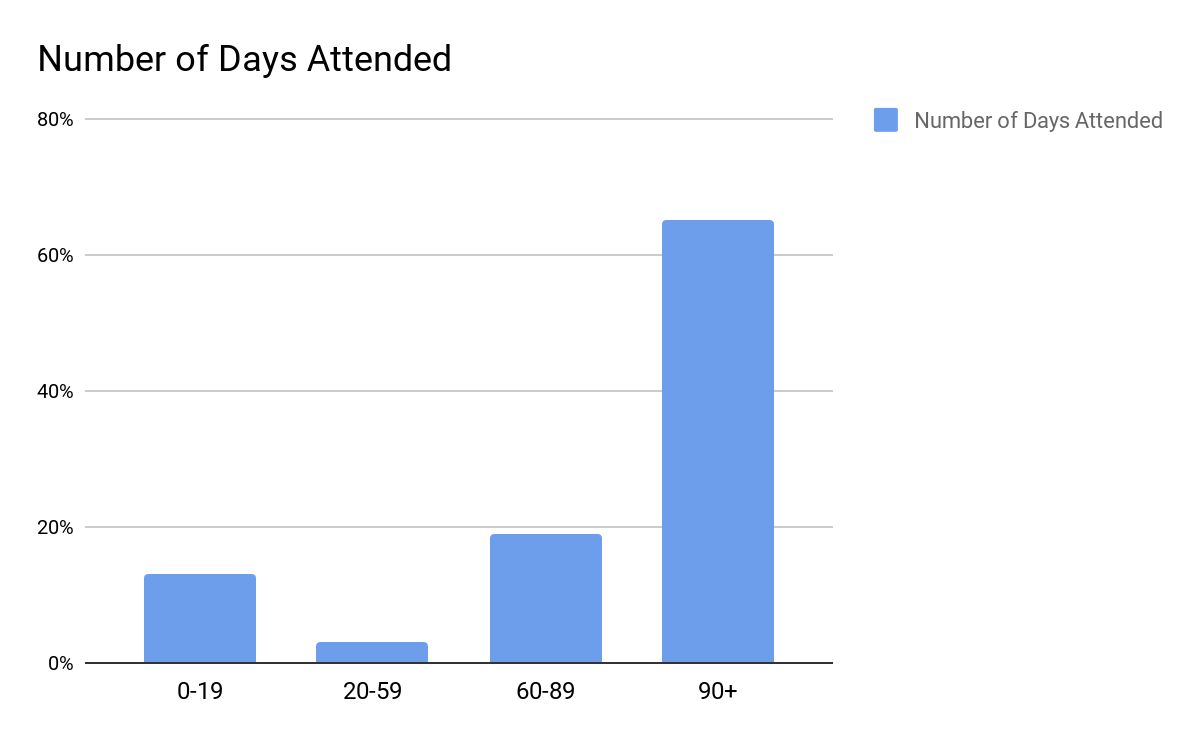 Number of Days Attended
Number of Days Attended
80%
60%
40%
20%
0%
0-19 20-59 60-89 90+